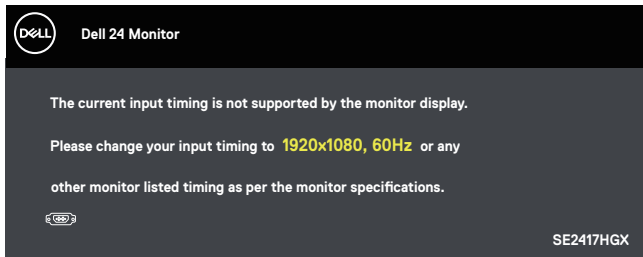 DELL
Dell 24 Monitor
The current input timing is not supported by the monitor display.
Please change your input timing to 1920x1080, 60Hz or any
other monitor listed timing as per the monitor specifications.
SE2417HGX